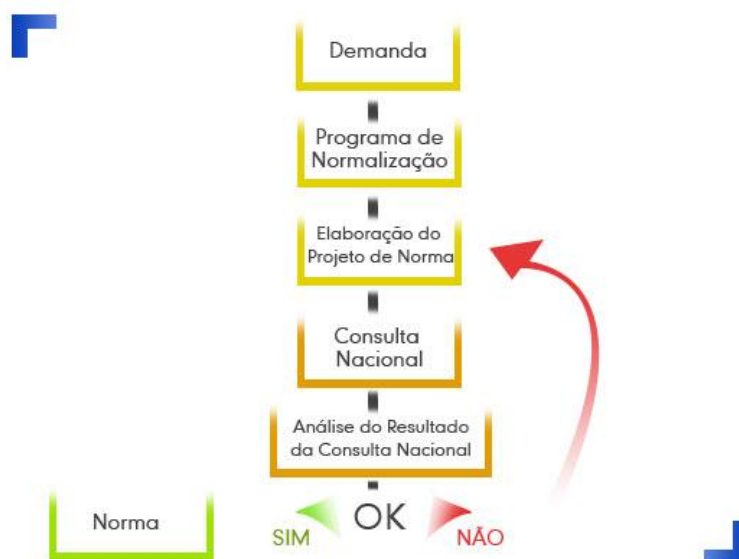 Demanda
Programa de
Normalização
Elaboração do
Projeto de Norma
Consulta
Nacional
Análise do Resultado
da Consulta Nacional
Norma
SIM
OK
NÃO